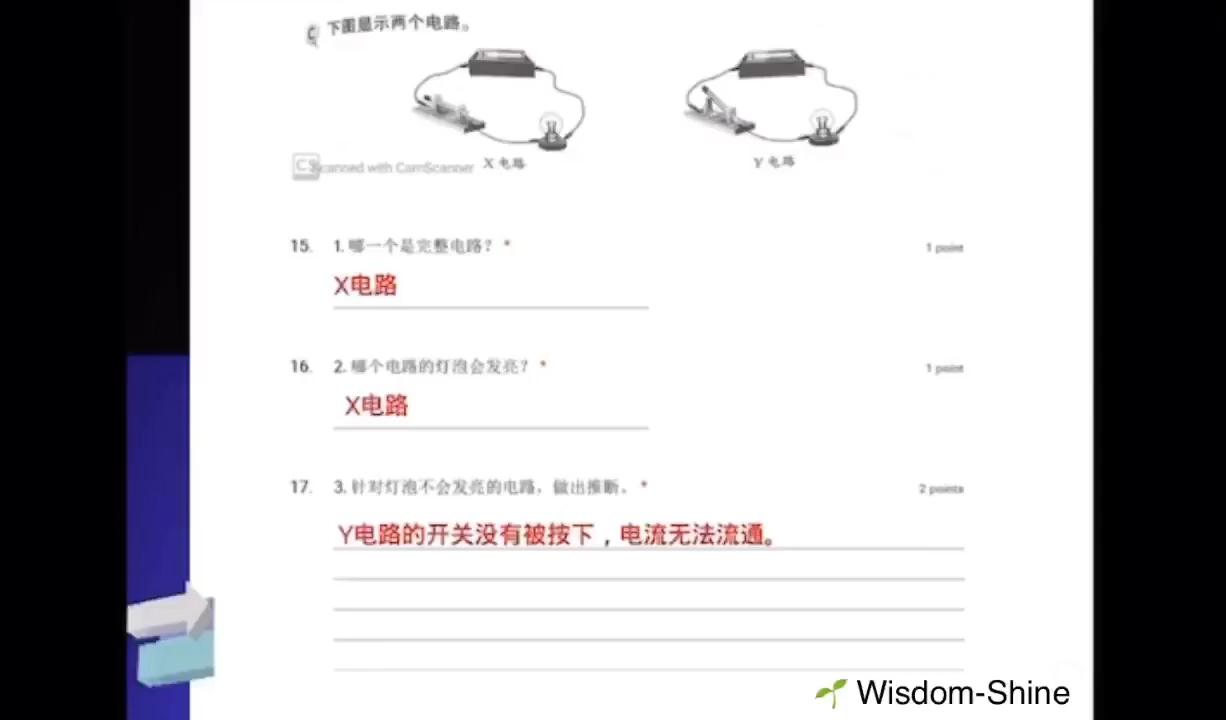 C 下图显示两个电路。
CS Scanned with CamScanner
X 电路
Y 电路
15. 1. 哪一个是完整电路？ * 1 point
X电路
16. 2. 哪个电路的灯泡会发亮？ * 1 point
X电路
17. 3. 针对灯泡不会发亮的电路，做出推断。 * 2 points
Y电路的开关没有被按下，电流无法流通。
Wisdom-Shine